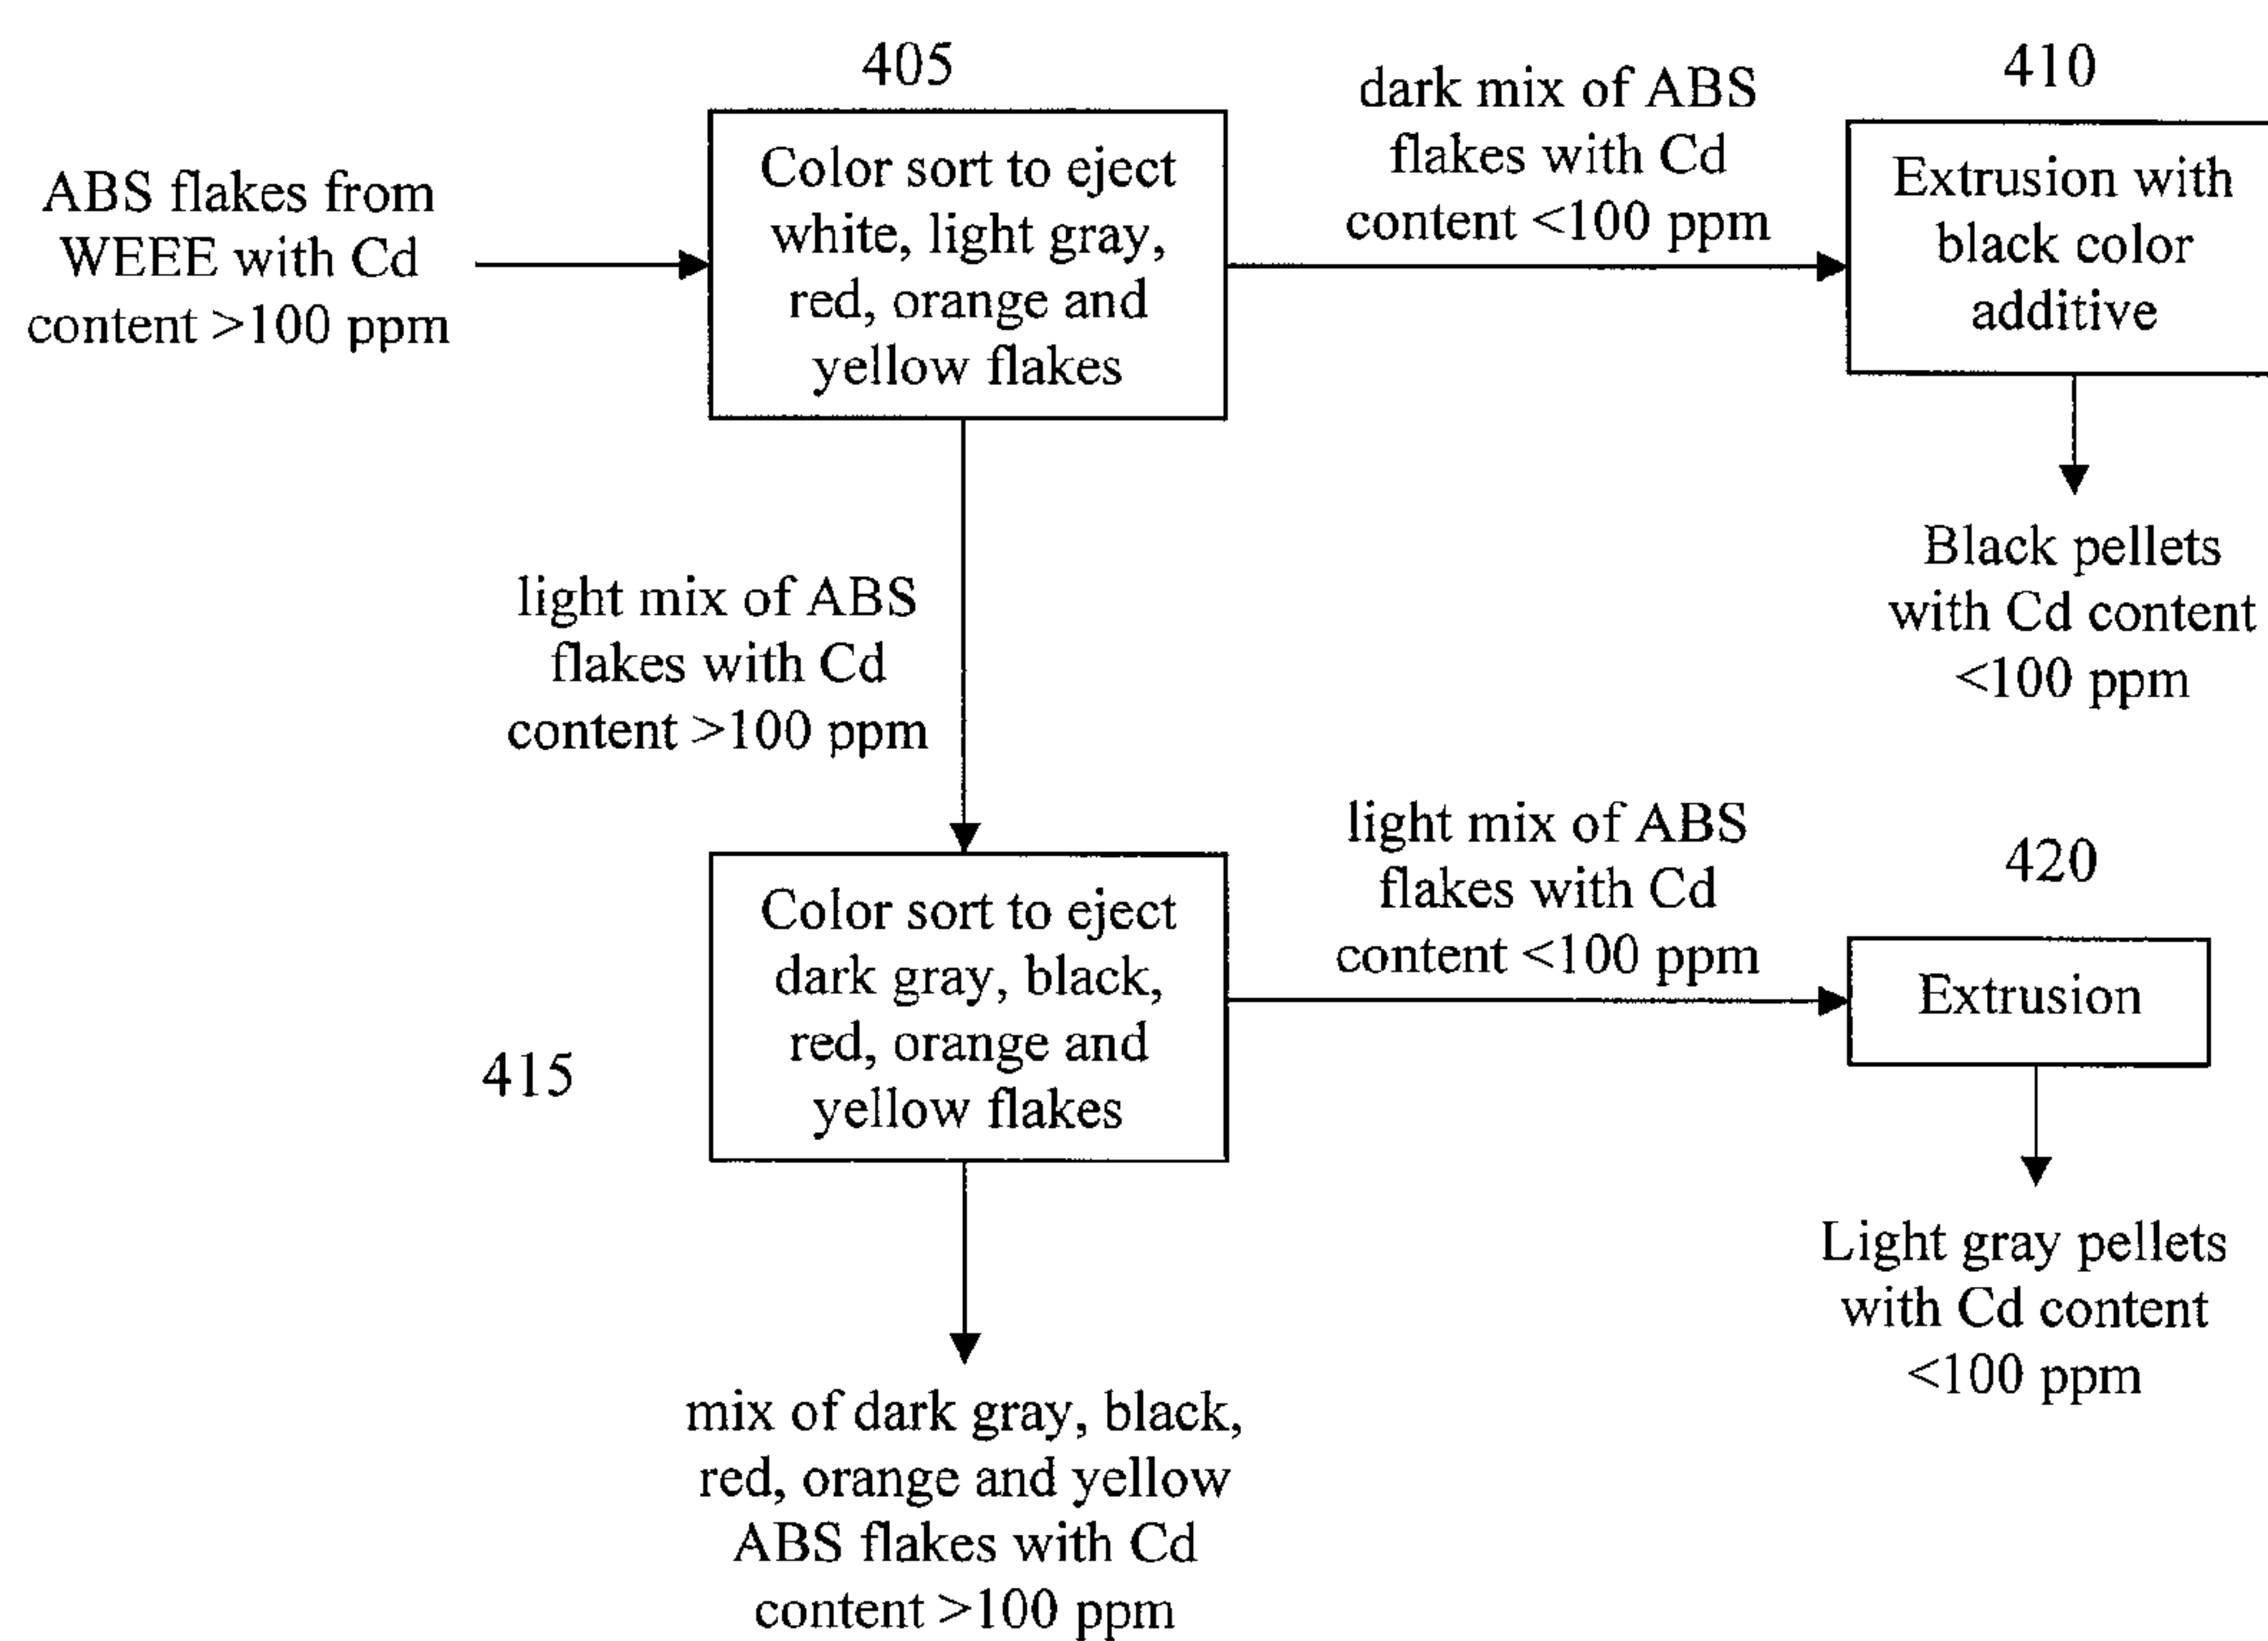 405
410
ABS flakes from
WEEE with Cd
content >100 ppm
Color sort to eject
white, light gray,
red, orange and
yellow flakes
dark mix of ABS
flakes with Cd
content <100 ppm
Extrusion with
black color
additive
Black pellets
with Cd content
<100 ppm
light mix of ABS
flakes with Cd
content >100 ppm
415
Color sort to eject
dark gray, black,
red, orange and
yellow flakes
light mix of ABS
flakes with Cd
content <100 ppm
420
Extrusion
Light gray pellets
with Cd content
<100 ppm
mix of dark gray, black,
red, orange and yellow
ABS flakes with Cd
content >100 ppm